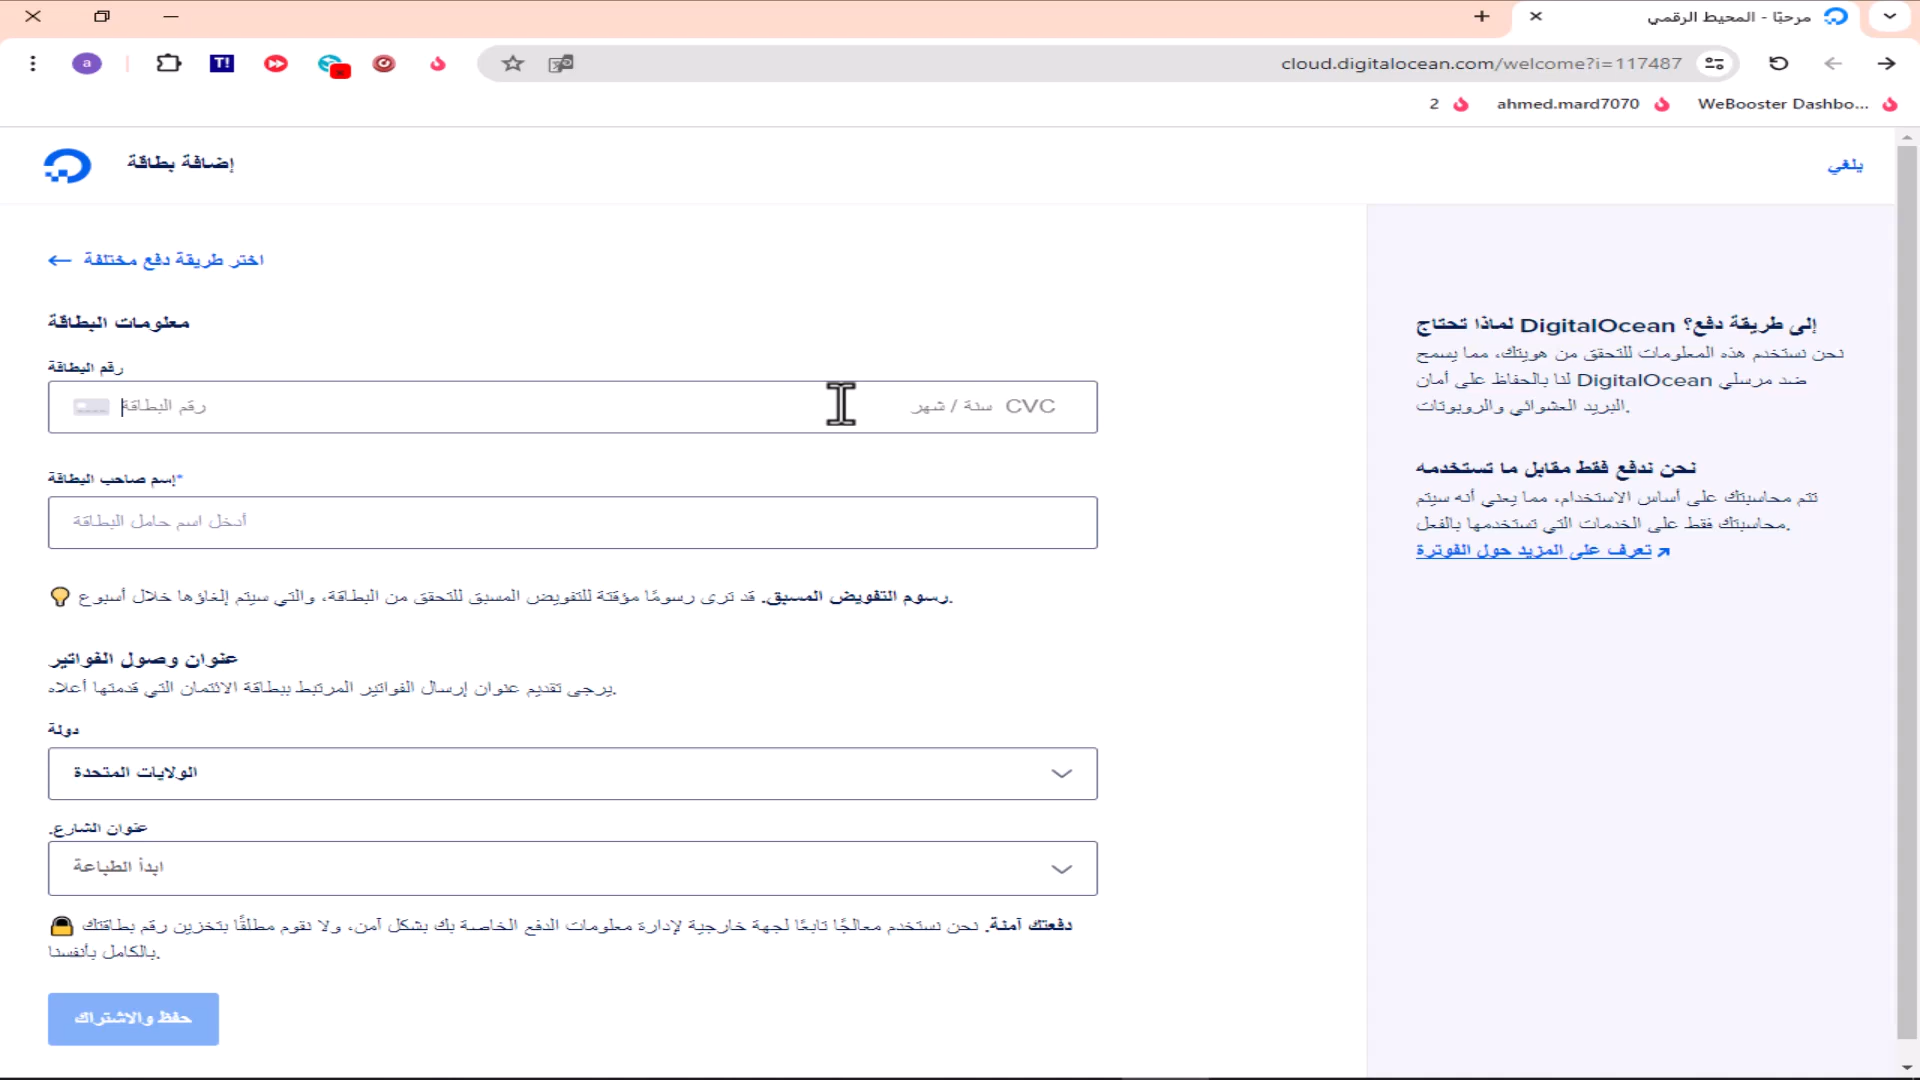 مرحبًا - المحيط الرقمي
cloud.digitalocean.com/welcome?i=117487
a
T!
WeBooster Dashbo...
ahmed.mard7070
2
إضافة بطاقة
يلغي
اختر طريقة دفع مختلفة
معلومات البطاقة
رقم البطاقة
رقم البطاقة
سنة / شهر CVC
إسم صاحب البطاقة*
أدخل اسم حامل البطاقة
رسوم التفويض المسبق. قد ترى رسومًا مؤقتة للتفويض المسبق للتحقق من البطاقة، والتي سيتم إلغاؤها خلال أسبوع.
عنوان وصول الفواتير
يرجى تقديم عنوان إرسال الفواتير المرتبط ببطاقة الائتمان التي قدمتها أعلاه.
دولة
الولايات المتحدة
عنوان الشارع.
ابدأ الطباعة
دفعتك آمنة. نحن نستخدم معالجًا تابعًا لجهة خارجية لإدارة معلومات الدفع الخاصة بك بشكل آمن، ولا نقوم مطلقًا بتخزين رقم بطاقتك
بالكامل بأنفسنا.
حفظ والاشتراك
لماذا تحتاج DigitalOcean إلى طريقة دفع؟
نحن نستخدم هذه المعلومات للتحقق من هويتك، مما يسمح
لنا بالحفاظ على أمان DigitalOcean ضد مرسلي
البريد العشوائي والروبوتات.
نحن ندفع فقط مقابل ما تستخدمه
تتم محاسبتك على أساس الاستخدام، مما يعني أنه سيتم
محاسبتك فقط على الخدمات التي تستخدمها بالفعل.
تعرف على المزيد حول الفوترة